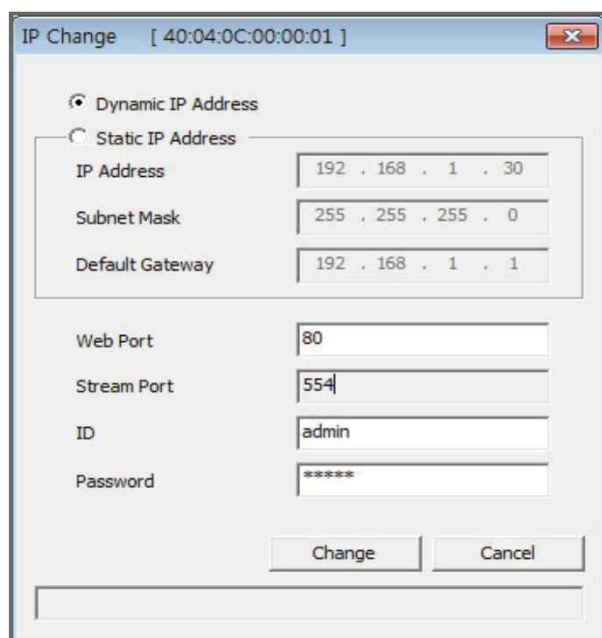 IP Change [ 40:04:0C:00:00:01 ]
Dynamic IP Address
Static IP Address
IP Address 192 . 168 . 1 . 30
Subnet Mask 255 . 255 . 255 . 0
Default Gateway 192 . 168 . 1 . 1
Web Port 80
Stream Port 554
ID admin
Password *****
Change Cancel